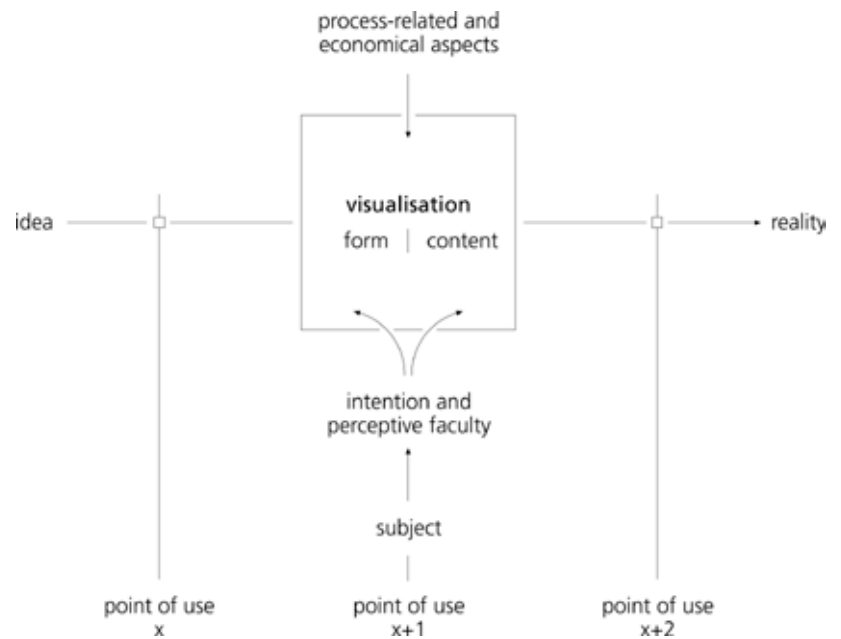 process-related and
economical aspects
idea
visualisation
form | content
reality
intention and
perceptive faculty
subject
point of use
x
point of use
x+1
point of use
x+2